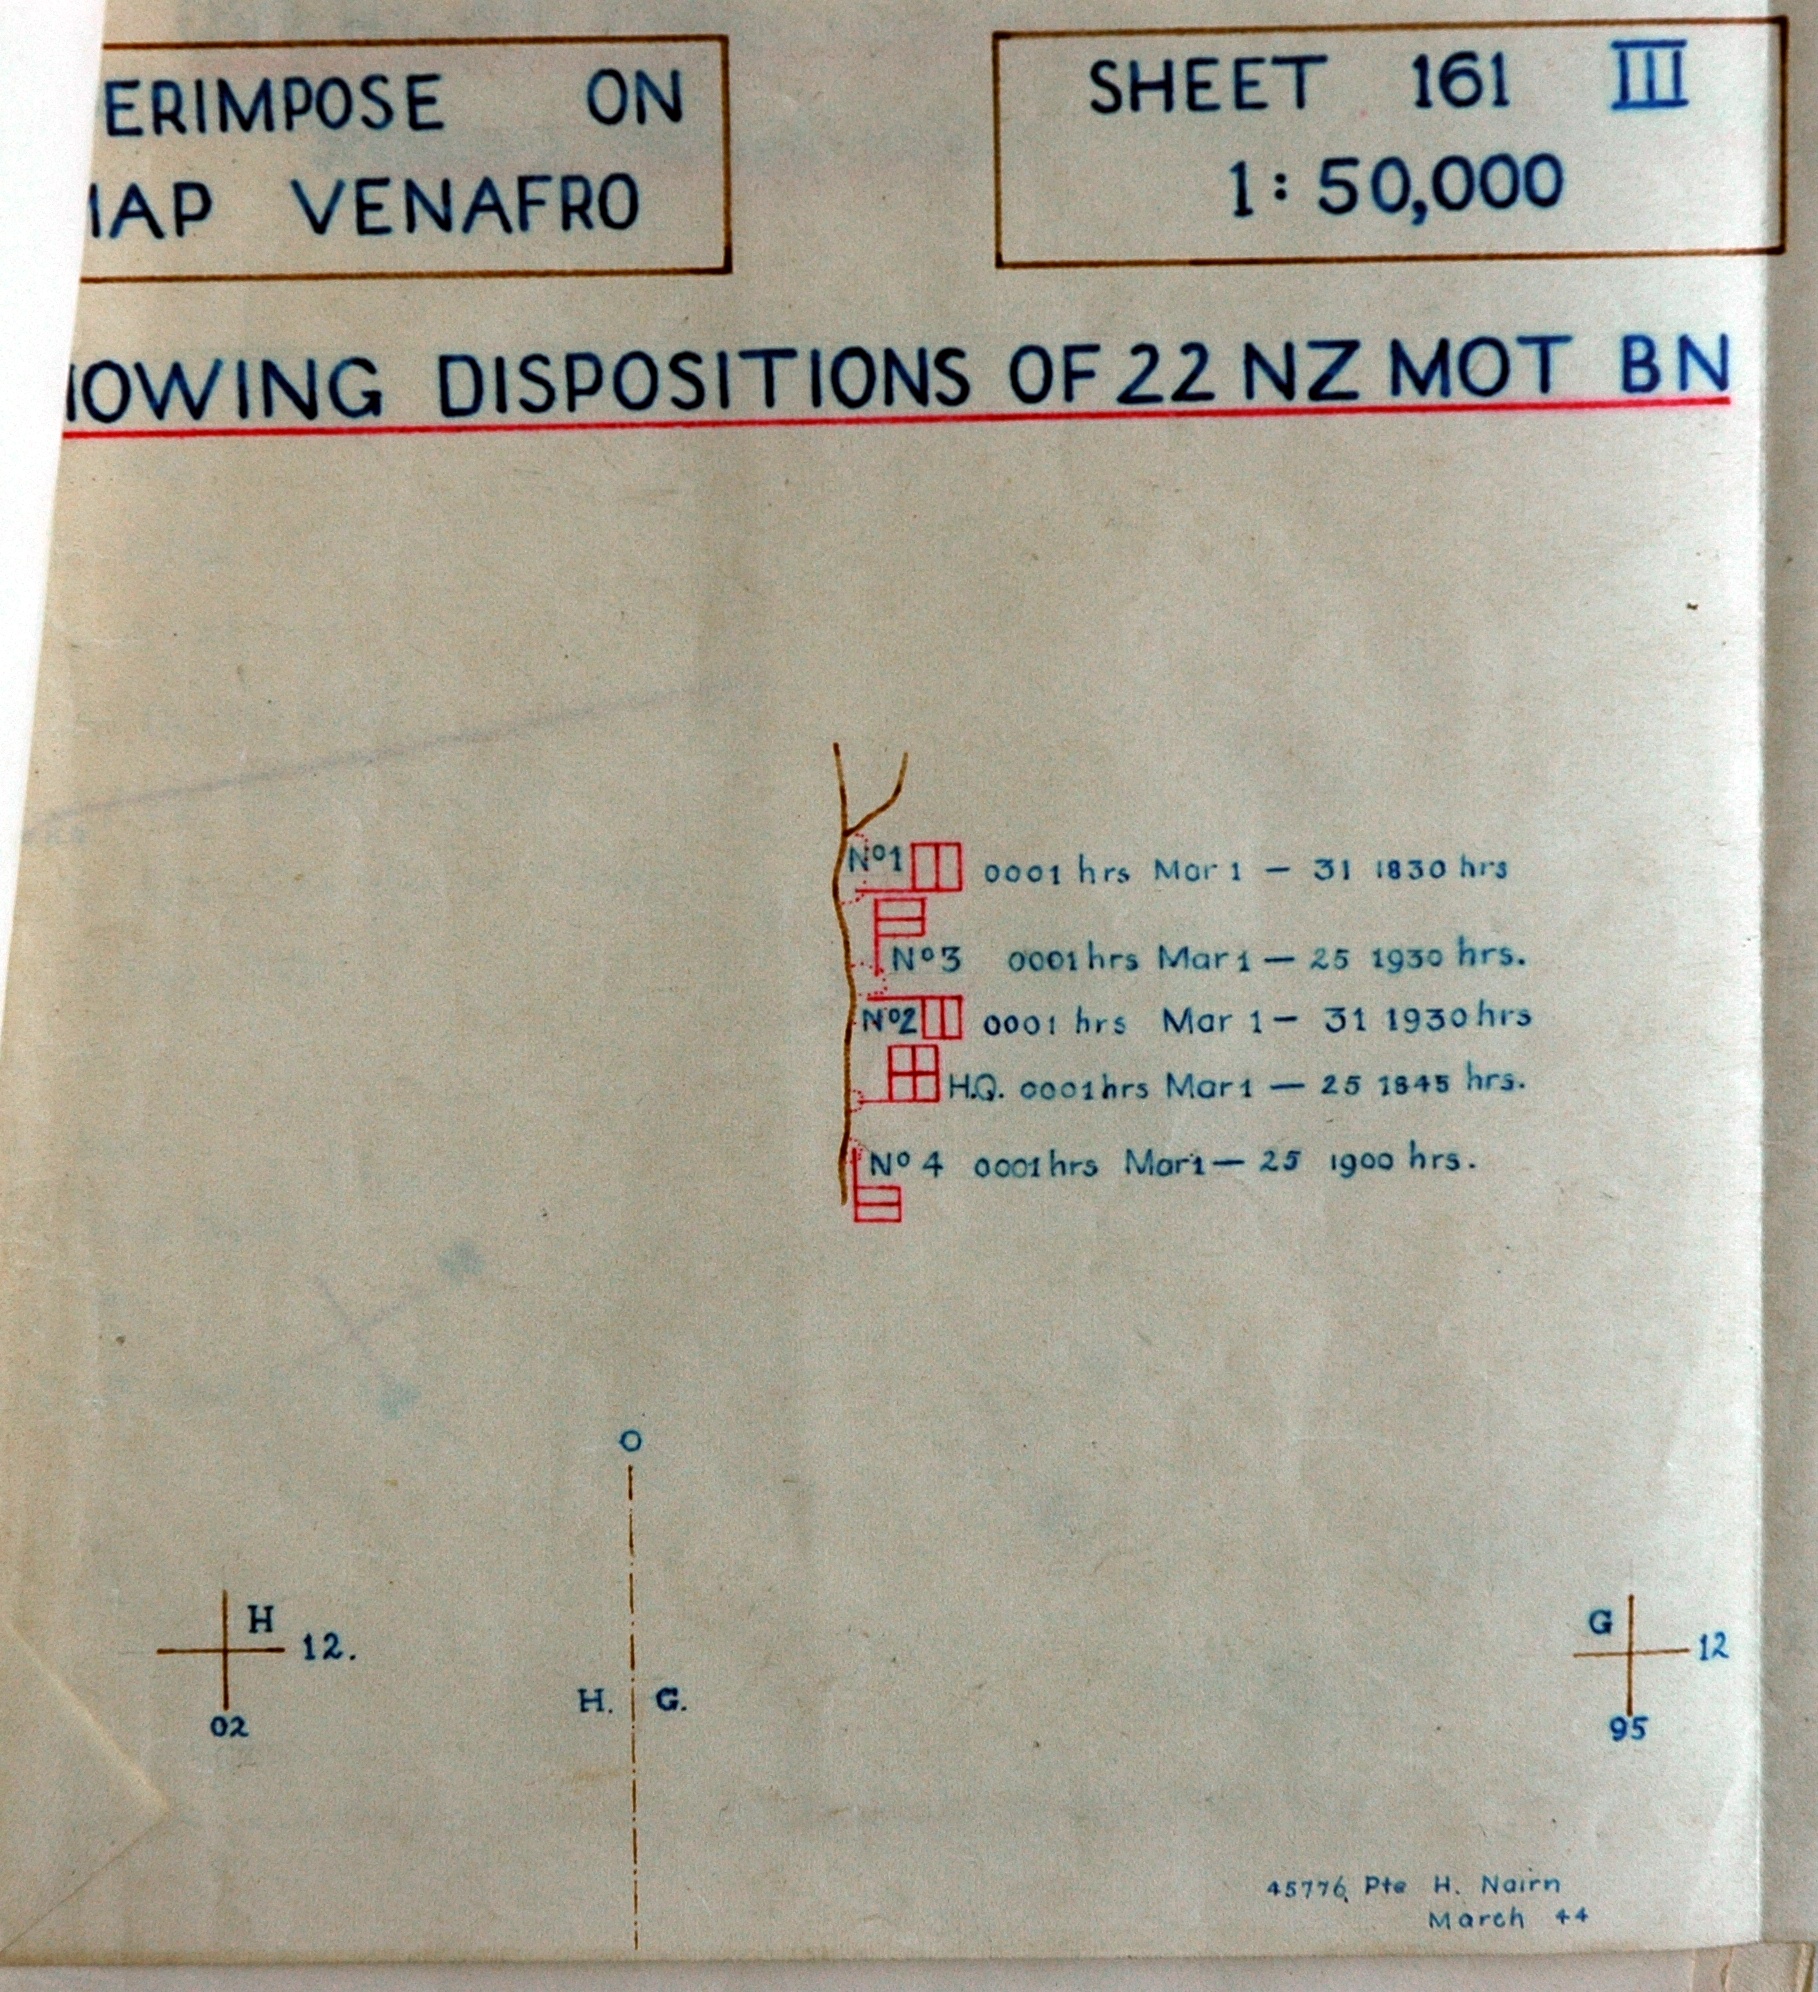 ERIMPOSE ON
AP VENAFRO
SHEET 161 III
1:50,000
OWING DISPOSITIONS OF 22 NZ MOT BN
Nº1 0001 hrs Mar 1 — 31 1830 hrs
Nº3 0001 hrs Mar 1 — 25 1930 hrs.
Nº2 0001 hrs Mar 1 — 31 1930 hrs
H.Q. 0001 hrs Mar 1 — 25 1845 hrs.
Nº 4 0001 hrs Mar 1 — 25 1900 hrs.
O
H 12.
02
H. G.
G 12
95
45776 Pte H. Nairn
March 44